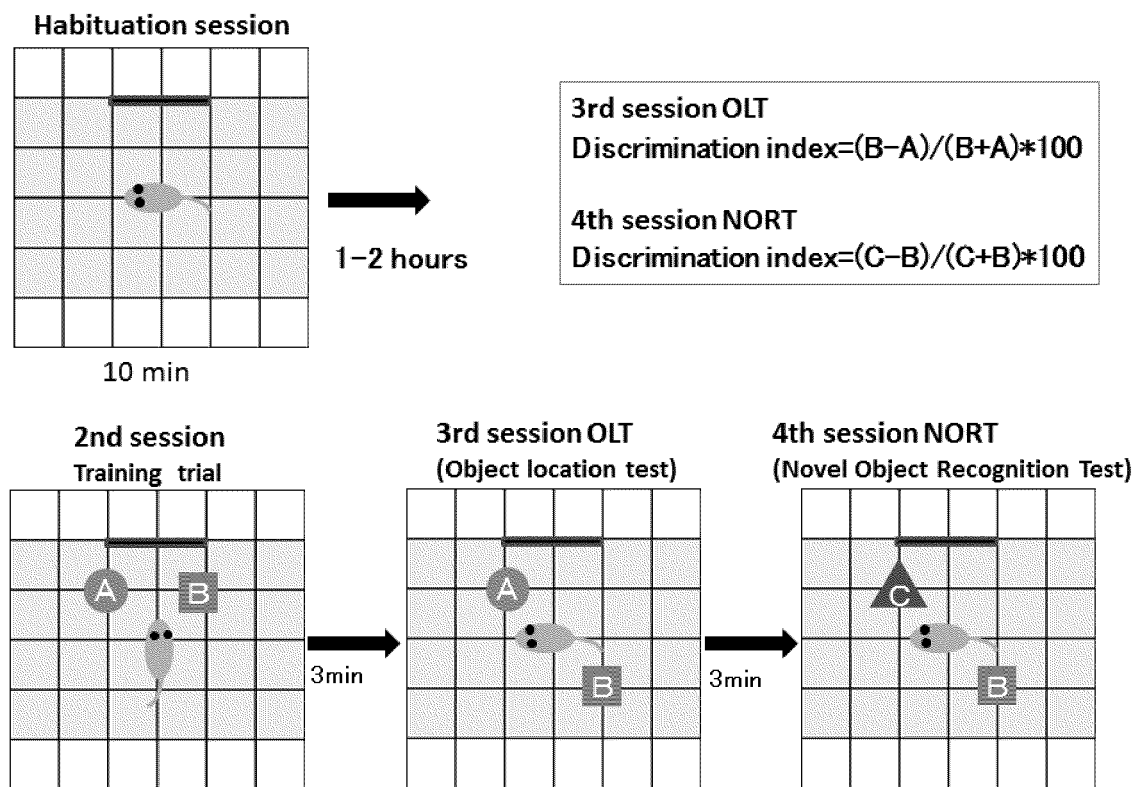 Habituation session
10 min
1-2 hours
3rd session OLT
Discrimination index=(B-A)/(B+A)*100
4th session NORT
Discrimination index=(C-B)/(C+B)*100
2nd session
Training trial
A
B
3min
3rd session OLT
(Object location test)
A
B
3min
4th session NORT
(Novel Object Recognition Test)
C
B